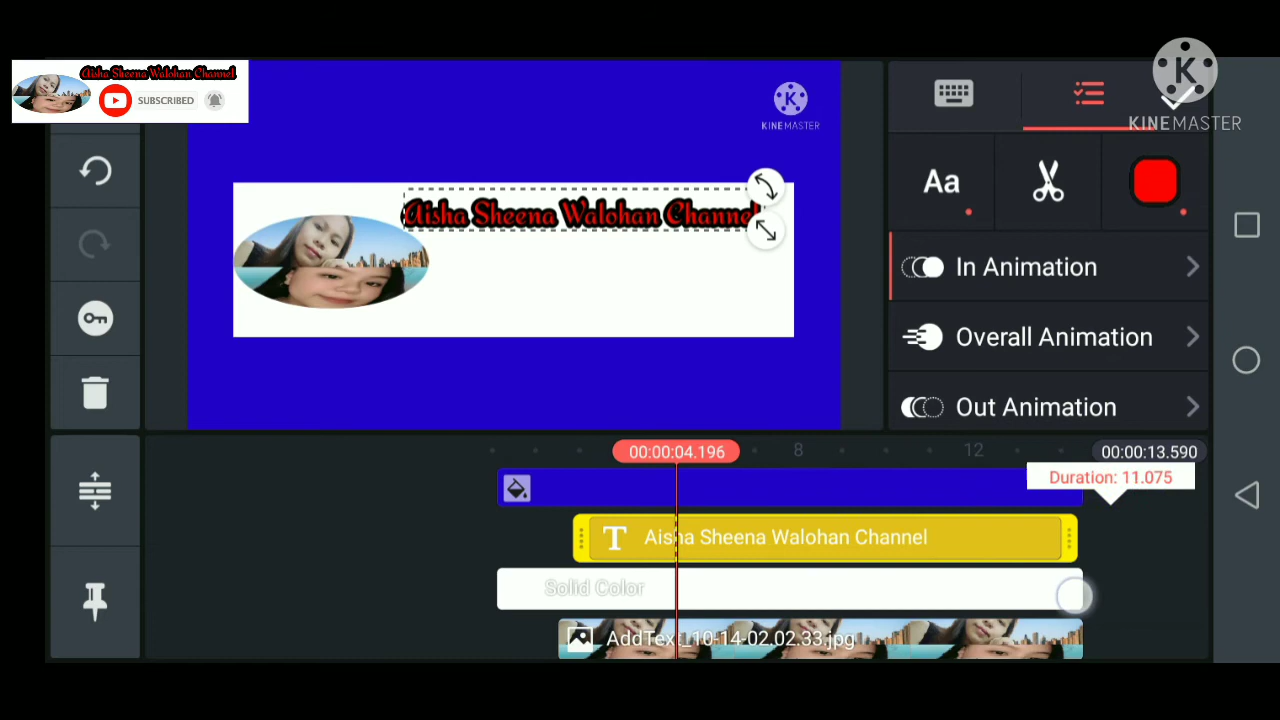 Aisha Sheena Walohan Channel
SUBSCRIBED
K
KINEMASTER
K
KINEMASTER
Aisha Sheena Walohan Channel
Aa
In Animation
Overall Animation
Out Animation
00:00:04.196
8
12
00:00:13.590
Duration: 11.075
T Aisha Sheena Walohan Channel
Solid Color
AddText_10-14-02.02.33.jpg